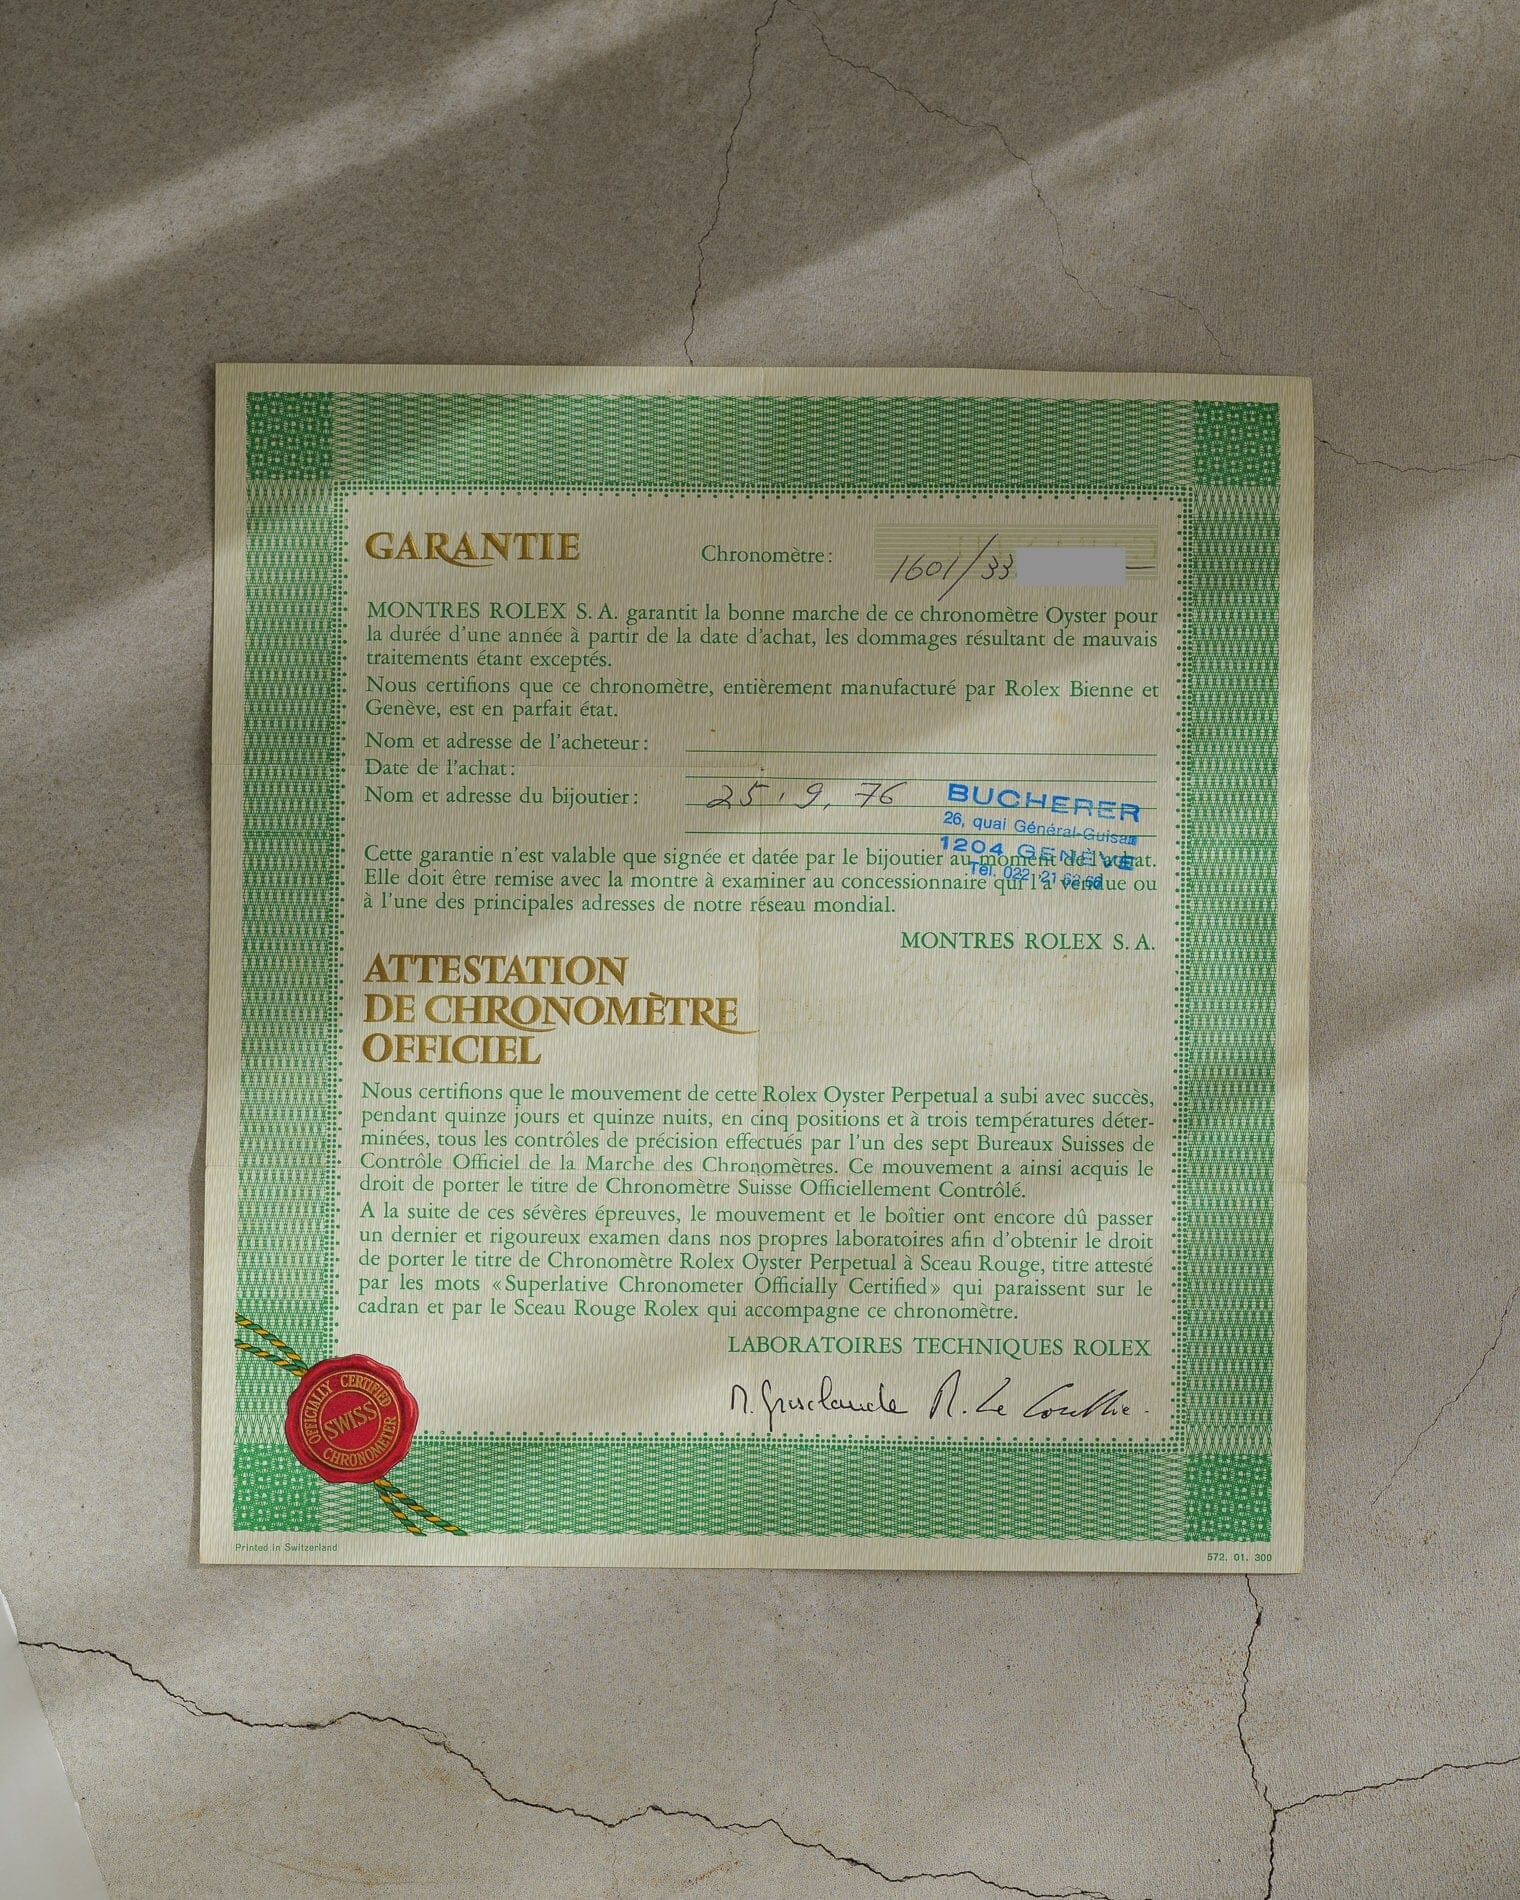 GARANTIE
Chronomètre:
1601/33
MONTRES ROLEX S. A. garantit la bonne marche de ce chronomètre Oyster pour
la durée d'une année à partir de la date d'achat, les dommages résultant de mauvais
traitements étant exceptés.
Nous certifions que ce chronomètre, entièrement manufacturé par Rolex Bienne et
Genève, est en parfait état.
Nom et adresse de l'acheteur:
Date de l'achat:
Nom et adresse du bijoutier:
25.9.76
BUCHERER
26, quai Général-Guisan
1204 GENÈVE
Tél. 022
Cette garantie n'est valable que signée et datée par le bijoutier au moment de l'achat.
Elle doit être remise avec la montre à examiner au concessionnaire qui l'a vendue ou
à l'une des principales adresses de notre réseau mondial.
MONTRES ROLEX S. A.
ATTESTATION
DE CHRONOMÈTRE
OFFICIEL
Nous certifions que le mouvement de cette Rolex Oyster Perpetual a subi avec succès,
pendant quinze jours et quinze nuits, en cinq positions et à trois températures déter-
minées, tous les contrôles de précision effectués par l'un des sept Bureaux Suisses de
Contrôle Officiel de la Marche des Chronomètres. Ce mouvement a ainsi acquis le
droit de porter le titre de Chronomètre Suisse Officiellement Contrôlé.
A la suite de ces sévères épreuves, le mouvement et le boîtier ont encore dû passer
un dernier et rigoureux examen dans nos propres laboratoires afin d'obtenir le droit
de porter le titre de Chronomètre Rolex Oyster Perpetual à Sceau Rouge, titre attesté
par les mots «Superlative Chronometer Officially Certified» qui paraissent sur le
cadran et par le Sceau Rouge Rolex qui accompagne ce chronomètre.
LABORATOIRES TECHNIQUES ROLEX
OFFICIALLY CERTIFIED
SWISS
CHRONOMETER
Printed in Switzerland
572. 01. 300